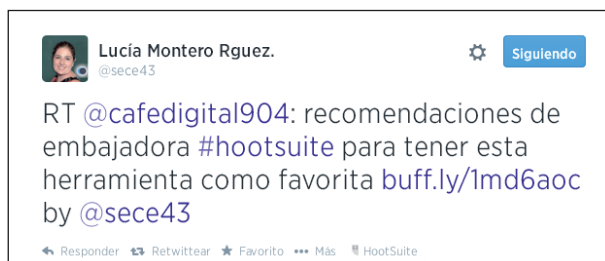 Lucía Montero Rguez.
@sece43
Siguiendo
RT @cafedigital904: recomendaciones de
embajadora #hootsuite para tener esta
herramienta como favorita buff.ly/1md6aoc
by @sece43
Responder Retwittear Favorito Más HootSuite